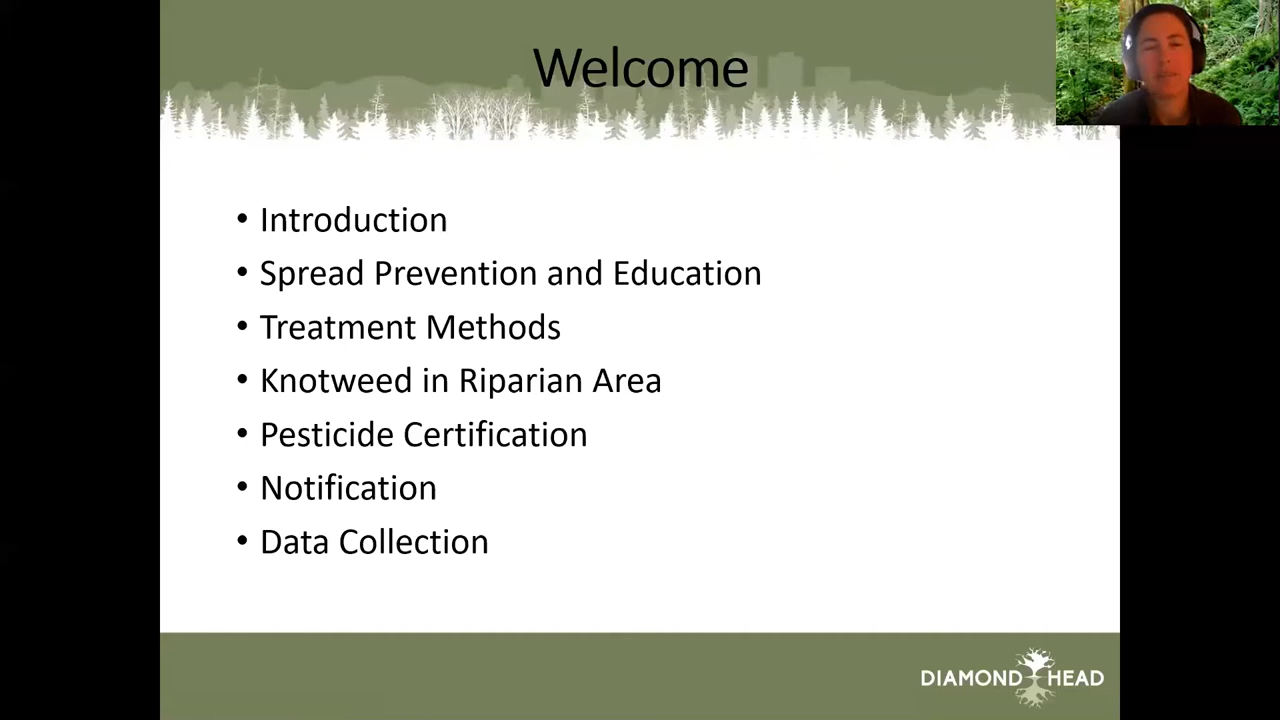 Welcome
• Introduction
• Spread Prevention and Education
• Treatment Methods
• Knotweed in Riparian Area
• Pesticide Certification
• Notification
• Data Collection
DIAMOND HEAD